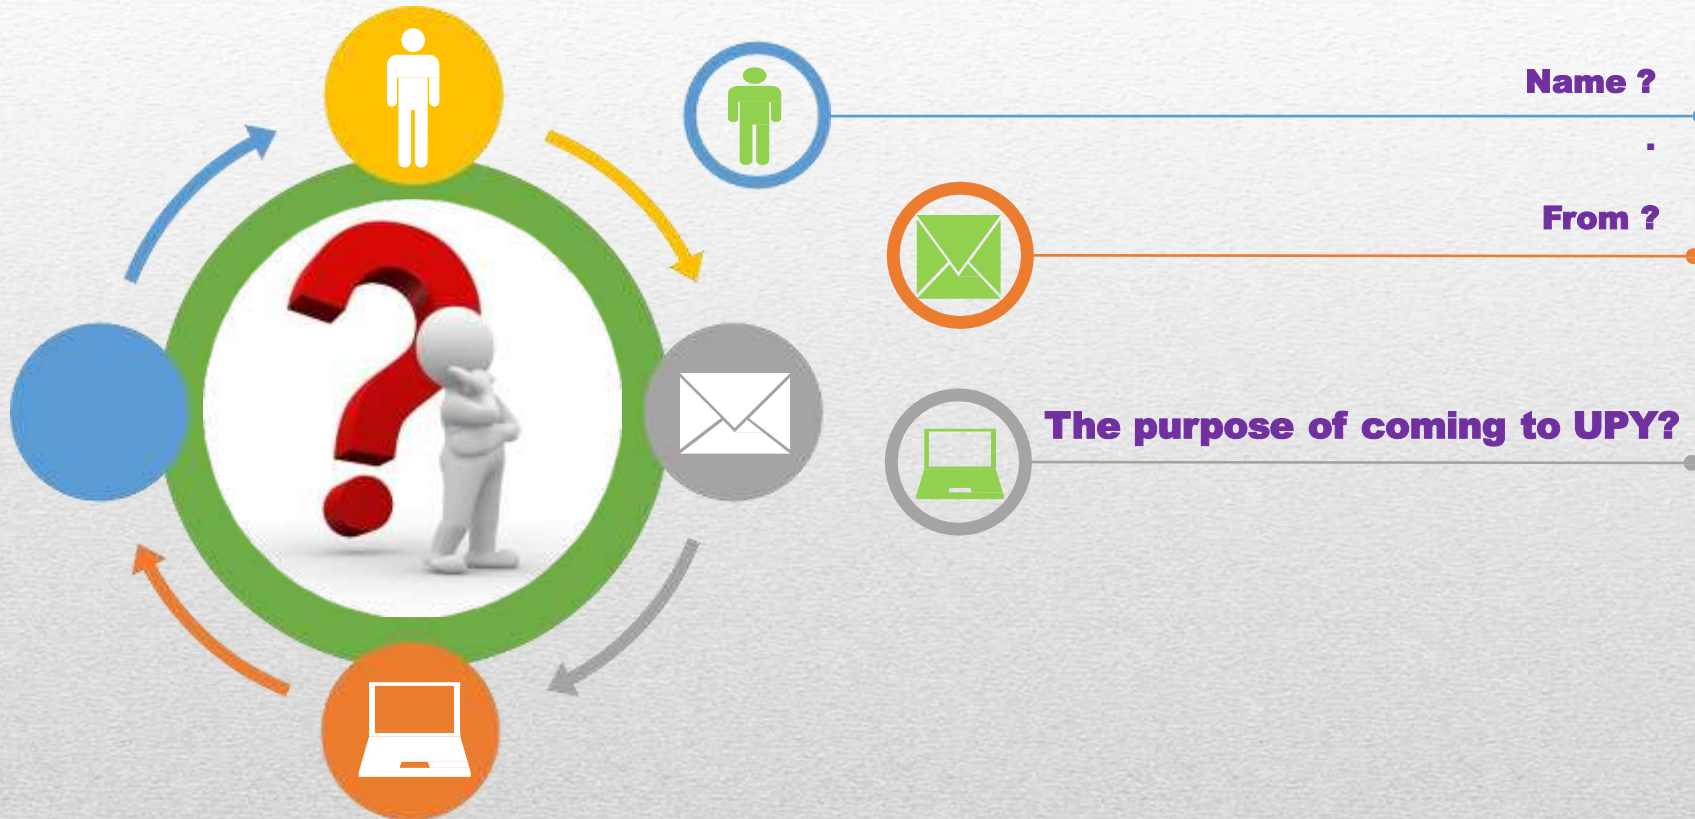 Name ?
.
From ?
The purpose of coming to UPY?